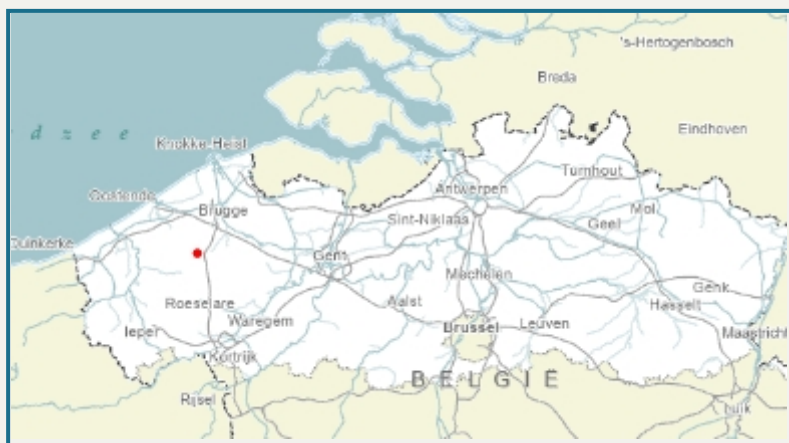 's-Hertogenbosch
Breda
dzee
Eindhoven
Knokke-Heist
Turnhout
Antwerpen
Oostende
Brugge
Mol
Sint-Niklaas
Geel
Duinkerke
Gent
Mechelen
Genk
Roeselare
Aalst
Hasselt
Waregem
Ieper
Brussel
Leuven
Maastricht
Kortrijk
BELGIË
Rijsel
Luik